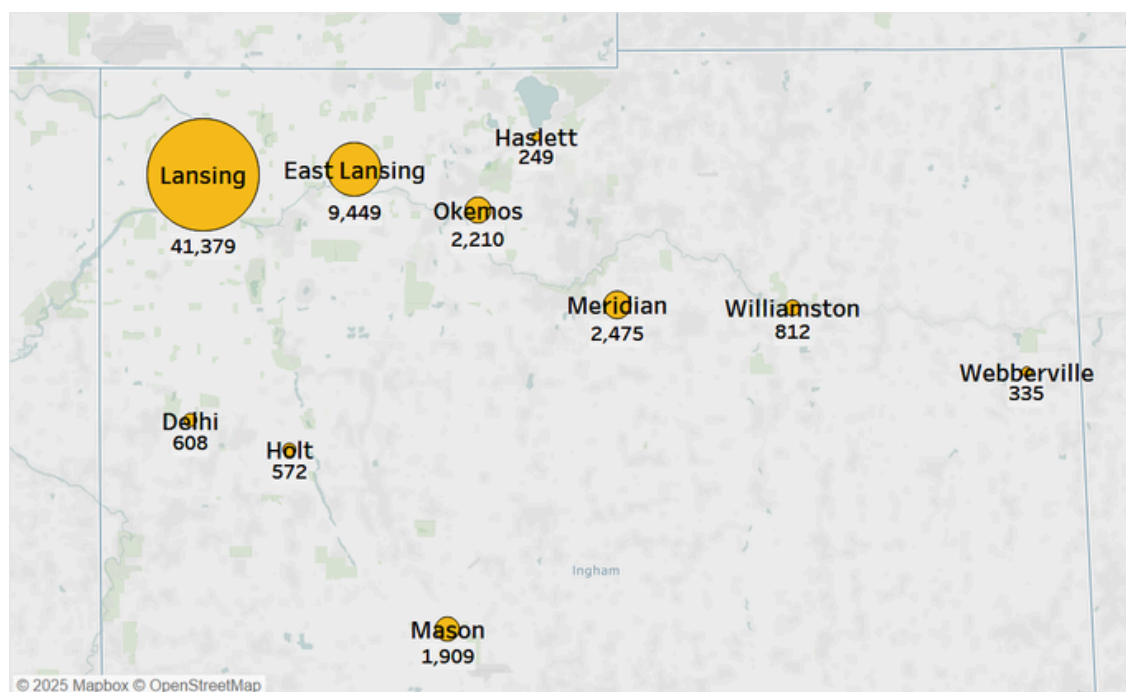 Haslett
249
Lansing
41,379
East Lansing
9,449
Okemos
2,210
Meridian
2,475
Williamston
812
Webberville
335
Delhi
608
Holt
572
Ingham
Mason
1,909
© 2025 Mapbox © OpenStreetMap